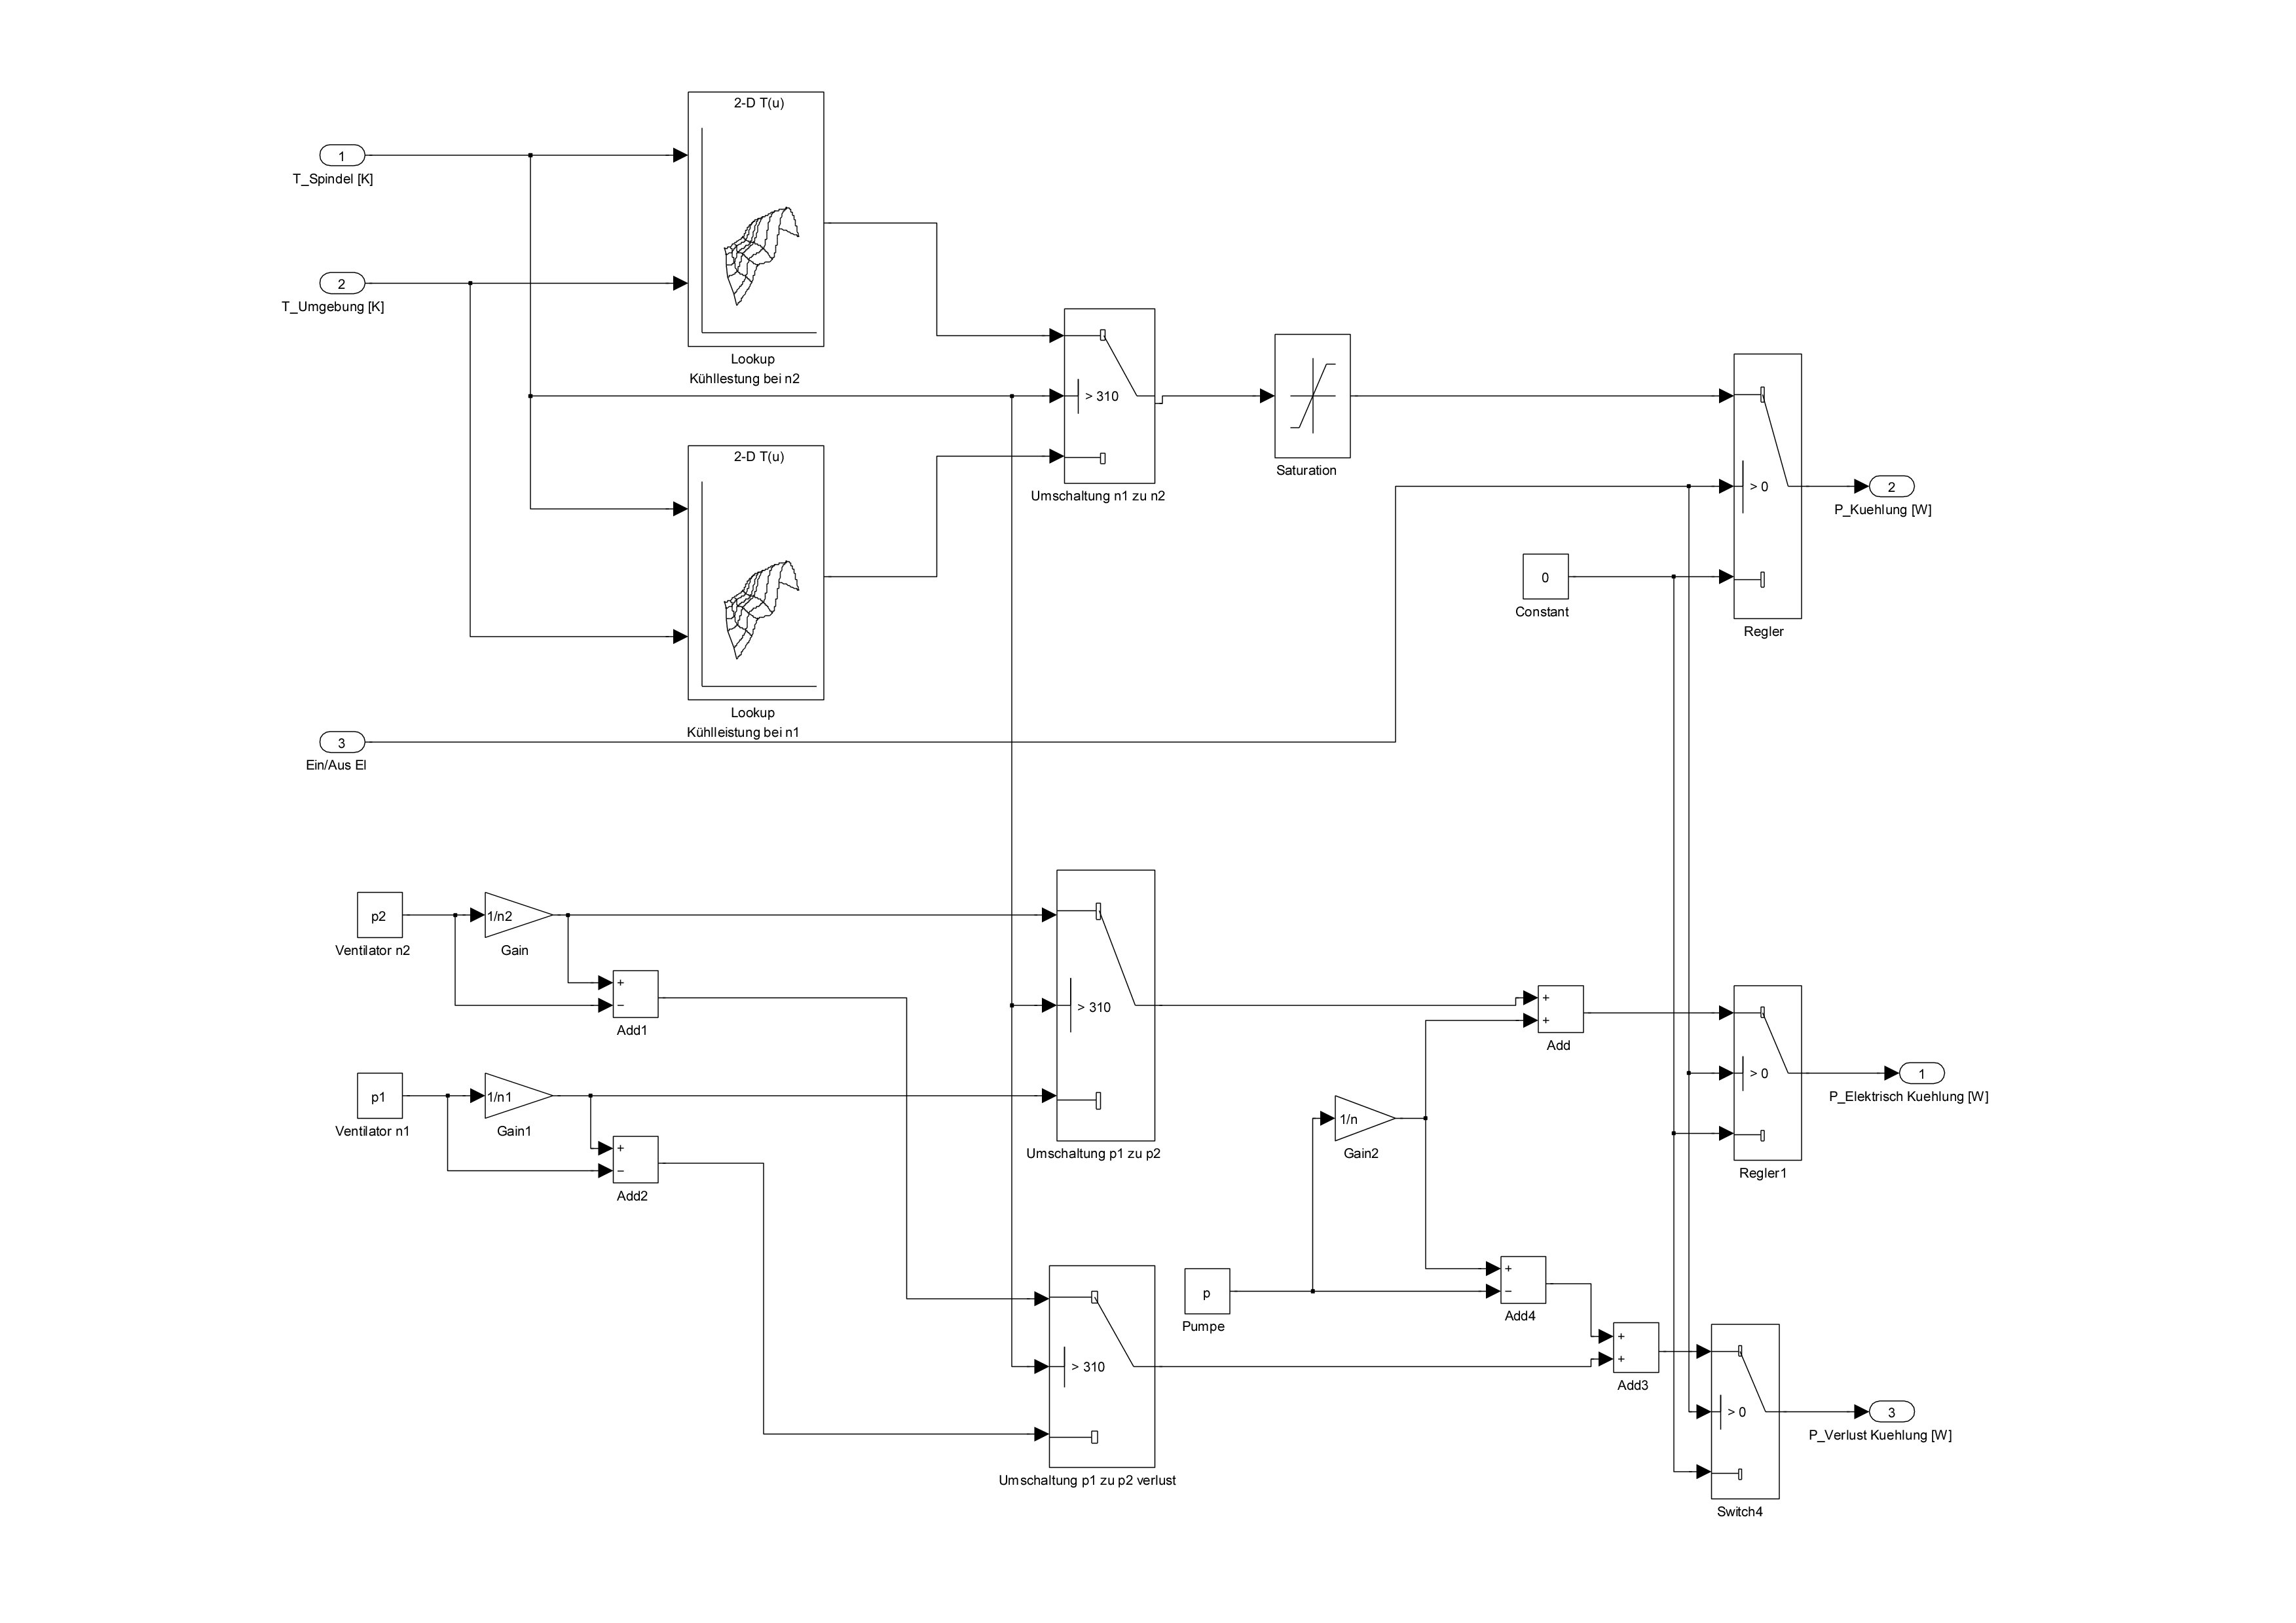 2-D T(u)
1
T_Spindel [K]
2
T_Umgebung [K]
Lookup
Kühllestung bei n2
> 310
Umschaltung n1 zu n2
Saturation
> 0
Regler
2
P_Kuehlung [W]
0
Constant
2-D T(u)
Lookup
Kühlleistung bei n1
3
Ein/Aus El
p2
Ventilator n2
1/n2
Gain
+
−
Add1
> 310
Umschaltung p1 zu p2
p1
Ventilator n1
1/n1
Gain1
+
−
Add2
+
+
Add
> 0
Regler1
1
P_Elektrisch Kuehlung [W]
1/n
Gain2
p
Pumpe
+
−
Add4
+
+
Add3
> 310
Umschaltung p1 zu p2 verlust
> 0
Switch4
3
P_Verlust Kuehlung [W]